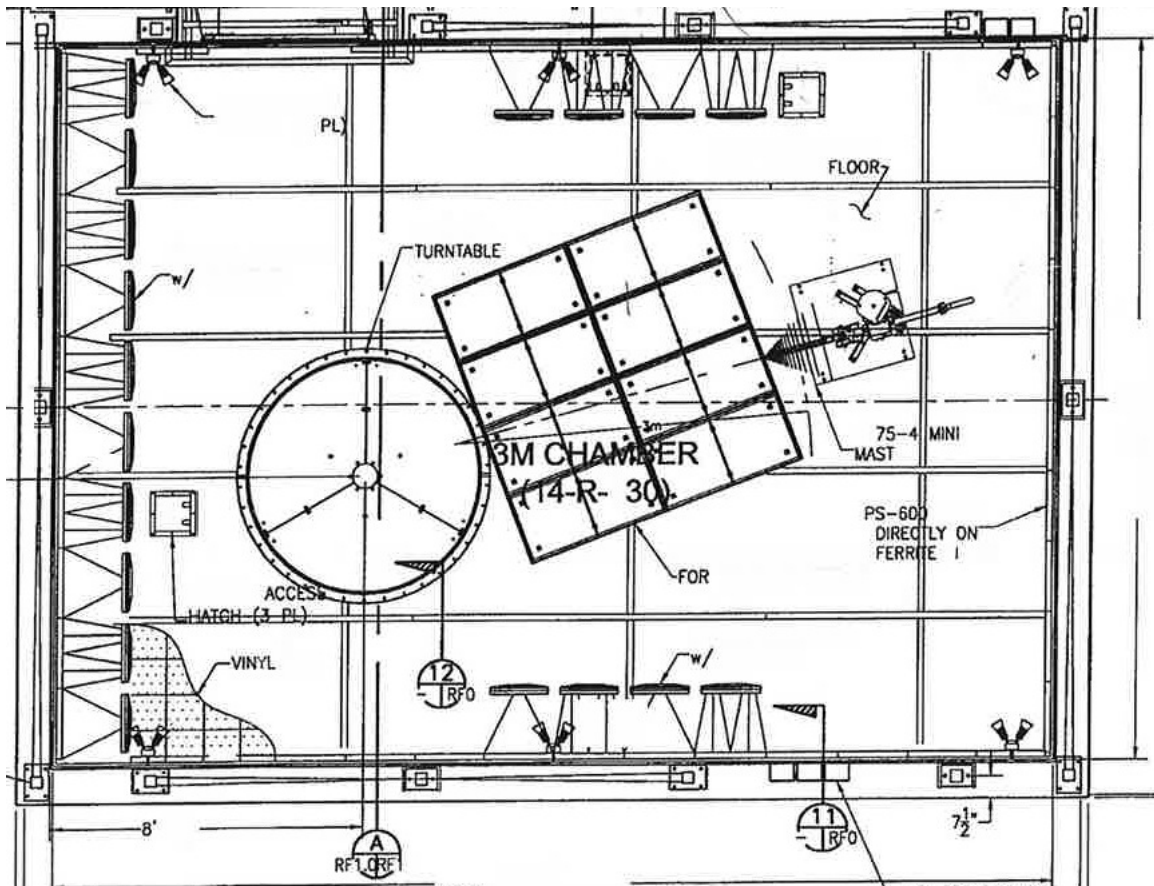 PL)
FLOOR
TURNTABLE
w/
3m
3M CHAMBER
(14-R- 30)
75-4 MINI
MAST
PS-600
DIRECTLY ON
FERRITE
FOR
ACCESS
HATCH (3 PL)
VINYL
w/
12
- RF0
11
- RF0
8'
7½"
A
RF1.0RF1